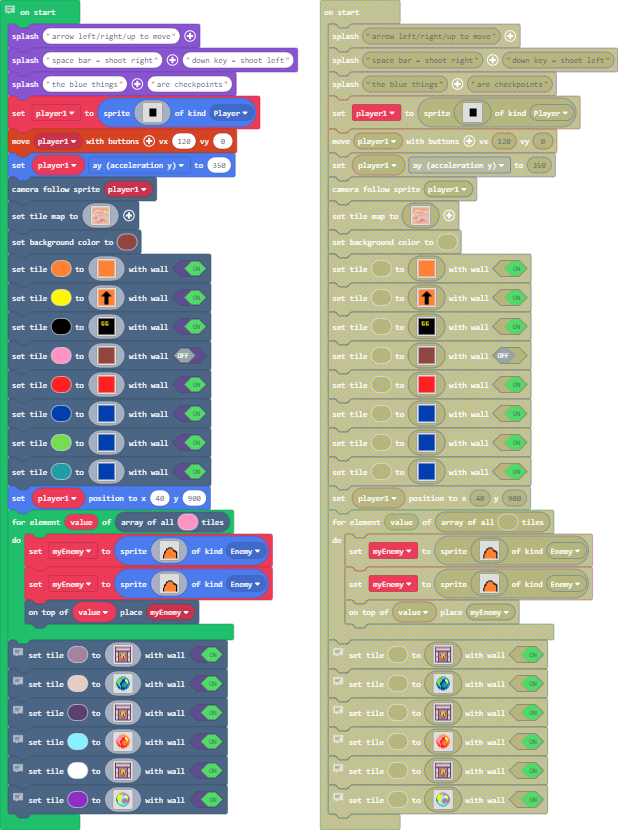 on start
splash "arrow left/right/up to move"
splash "space bar = shoot right" "down key = shoot left"
splash "the blue things" "are checkpoints"
set player1 to sprite of kind Player
move player1 with buttons vx 120 vy 0
set player1 ay (acceleration y) to 350
camera follow sprite player1
set tile map to
set background color to
set tile to with wall ON
set tile to with wall ON
set tile to GG with wall ON
set tile to with wall OFF
set tile to with wall ON
set tile to with wall ON
set tile to with wall ON
set tile to with wall ON
set player1 position to x 40 y 900
for element value of array of all tiles
do
set myEnemy to sprite of kind Enemy
set myEnemy to sprite of kind Enemy
on top of value place myEnemy
set tile to with wall ON
set tile to with wall ON
set tile to with wall ON
set tile to with wall ON
set tile to with wall ON
set tile to with wall ON
on start
splash "arrow left/right/up to move"
splash "space bar = shoot right" "down key = shoot left"
splash "the blue things" "are checkpoints"
set player1 to sprite of kind Player
move player1 with buttons vx 120 vy 0
set player1 ay (acceleration y) to 350
camera follow sprite player1
set tile map to
set background color to
set tile to with wall ON
set tile to with wall ON
set tile to GG with wall ON
set tile to with wall OFF
set tile to with wall ON
set tile to with wall ON
set tile to with wall ON
set tile to with wall ON
set player1 position to x 40 y 900
for element value of array of all tiles
do
set myEnemy to sprite of kind Enemy
set myEnemy to sprite of kind Enemy
on top of value place myEnemy
set tile to with wall ON
set tile to with wall ON
set tile to with wall ON
set tile to with wall ON
set tile to with wall ON
set tile to with wall ON